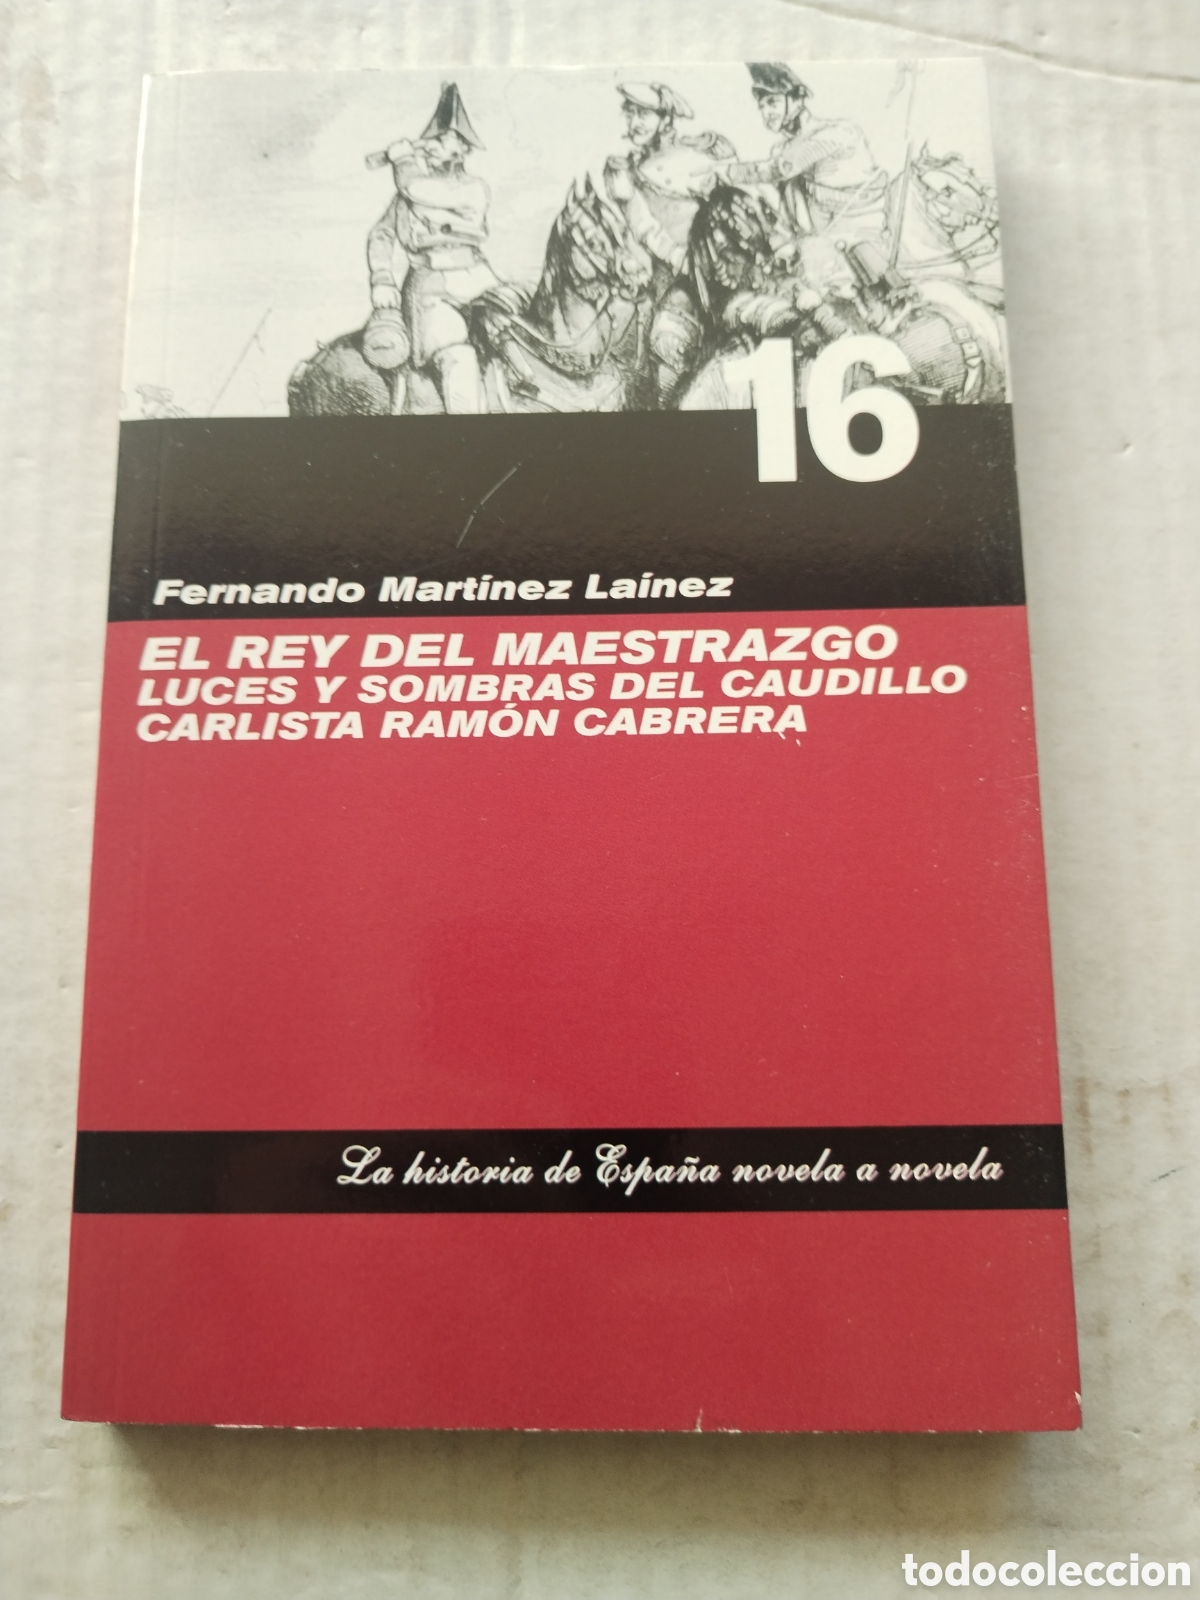 16
Fernando Martínez Laínez
EL REY DEL MAESTRAZGO
LUCES Y SOMBRAS DEL CAUDILLO
CARLISTA RAMÓN CABRERA
La historia de España novela a novela
todocoleccion